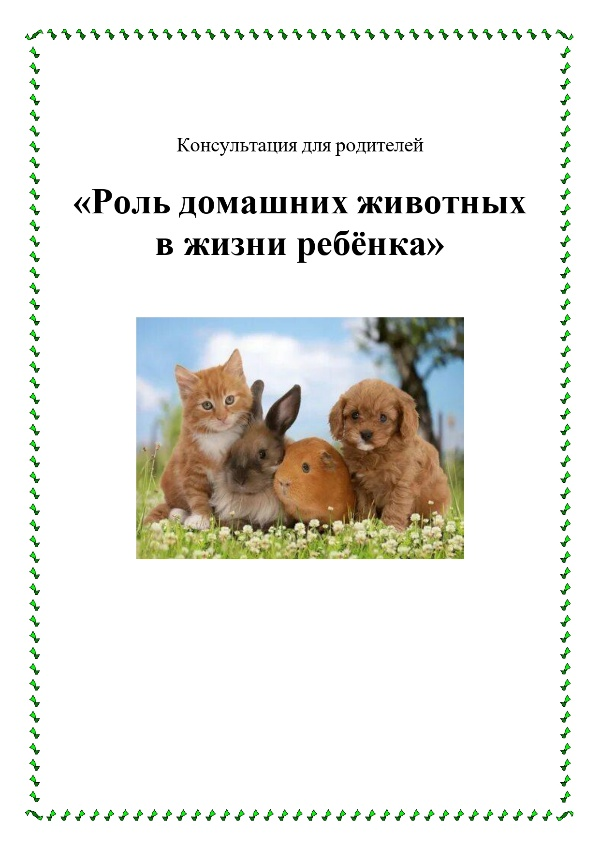 Консультация для родителей
«Роль домашних животных
в жизни ребёнка»